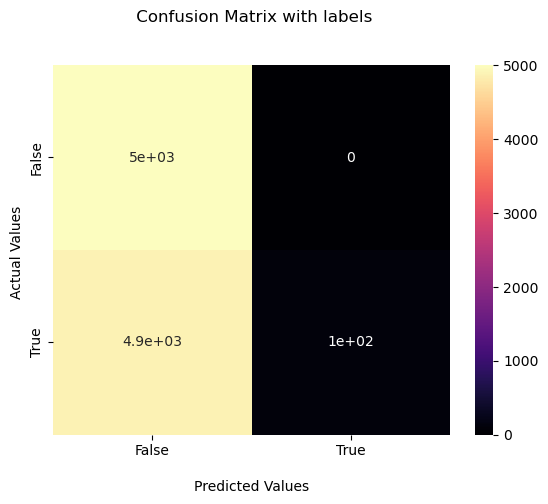 Confusion Matrix with labels
5000
5e+03
0
False
4000
3000
Actual Values
2000
4.9e+03
1e+02
True
1000
0
False
True
Predicted Values